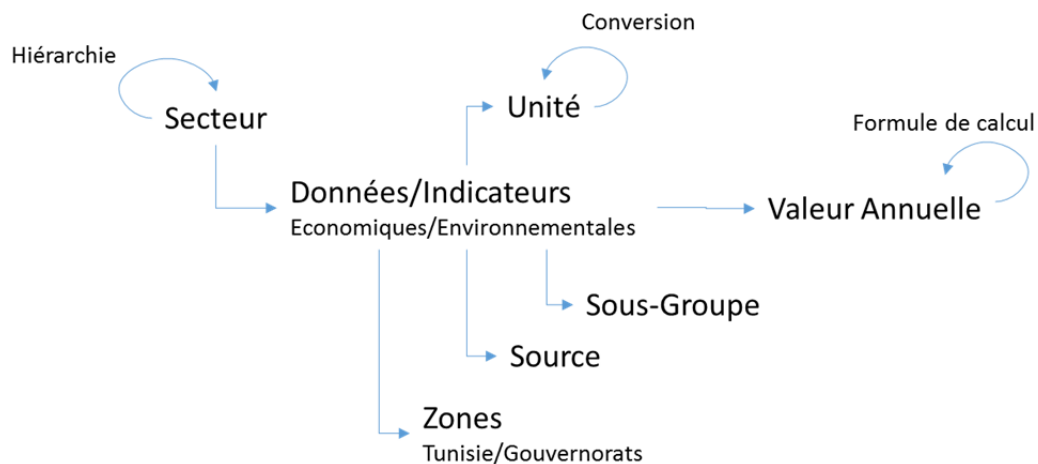 Conversion
Hiérarchie
Unité
Secteur
Formule de calcul
Données/Indicateurs
Economiques/Environnementales
Valeur Annuelle
Sous-Groupe
Source
Zones
Tunisie/Gouvernorats